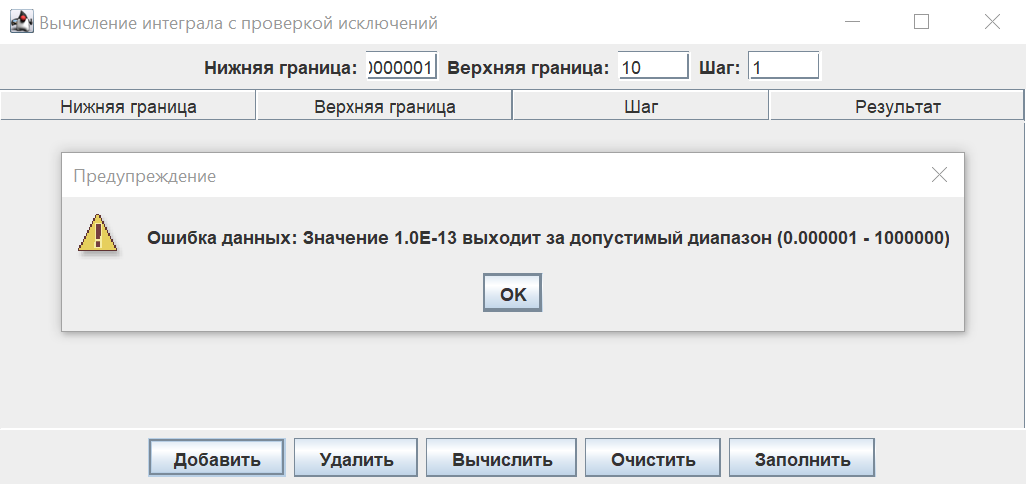 Вычисление интеграла с проверкой исключений
Нижняя граница: 0000001 Верхняя граница: 10 Шаг: 1
Нижняя граница Верхняя граница Шаг Результат
Предупреждение
Ошибка данных: Значение 1.0E-13 выходит за допустимый диапазон (0.000001 - 1000000)
OK
Добавить Удалить Вычислить Очистить Заполнить